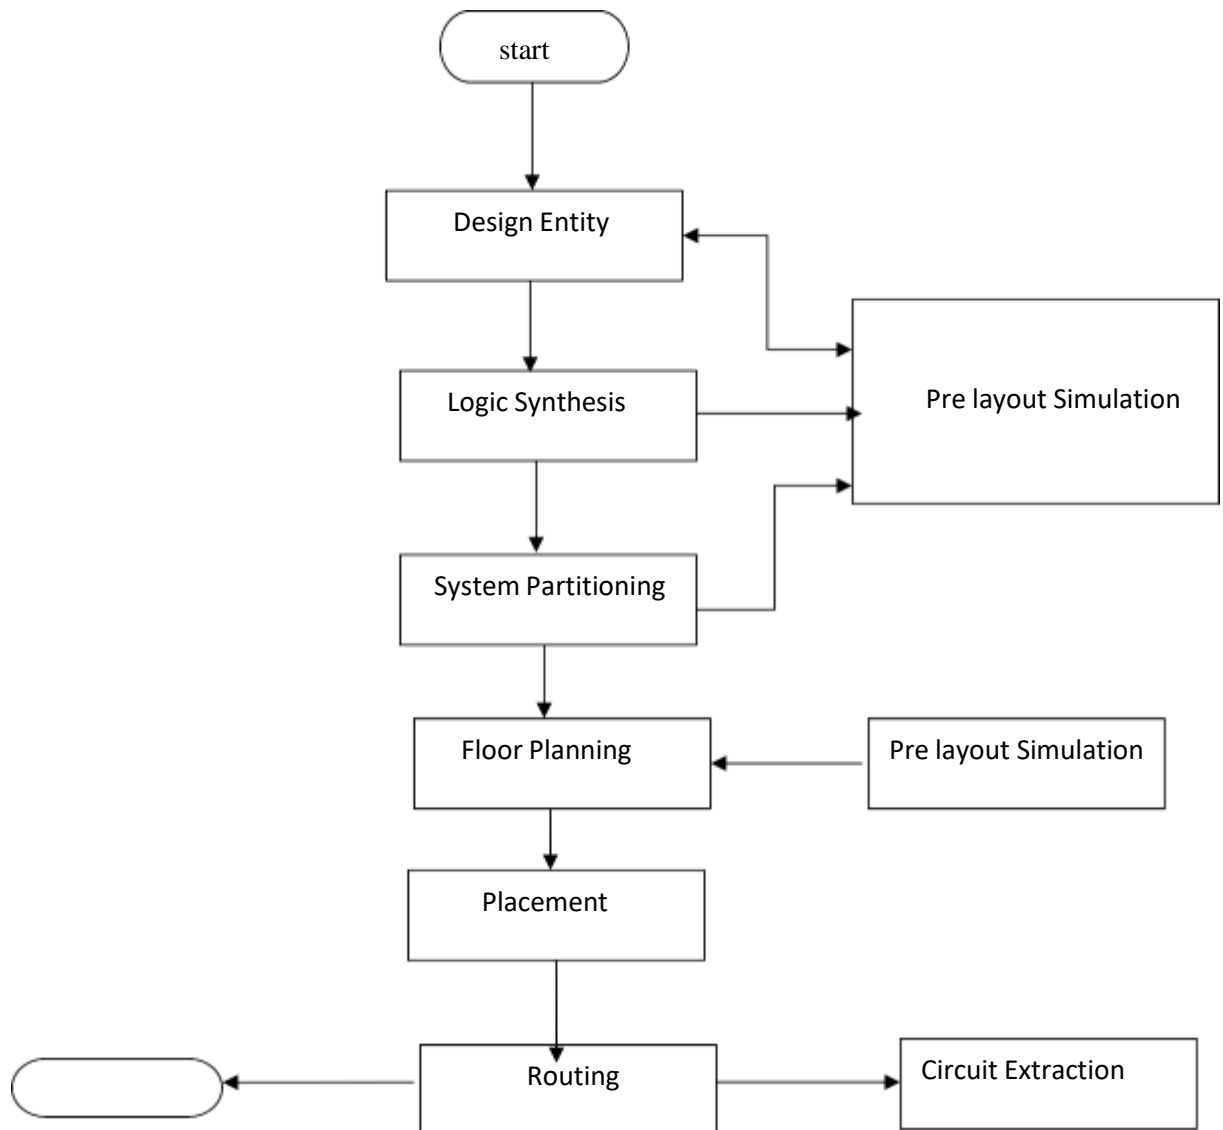 start
Design Entity
Logic Synthesis
Pre layout Simulation
System Partitioning
Floor Planning
Pre layout Simulation
Placement
Routing
Circuit Extraction